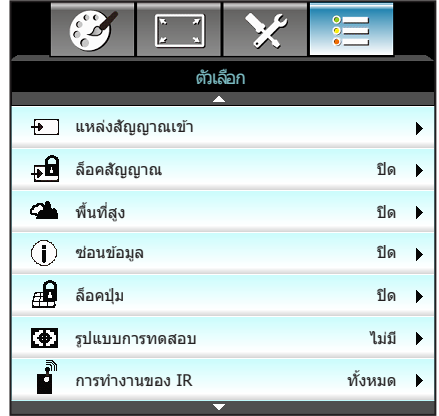 ตัวเลือก
แหล่งสัญญาณเข้า
ล็อคสัญญาณ ปิด
พื้นที่สูง ปิด
ซ่อนข้อมูล ปิด
ล็อคปุ่ม ปิด
รูปแบบการทดสอบ ไม่มี
การทำงานของ IR ทั้งหมด